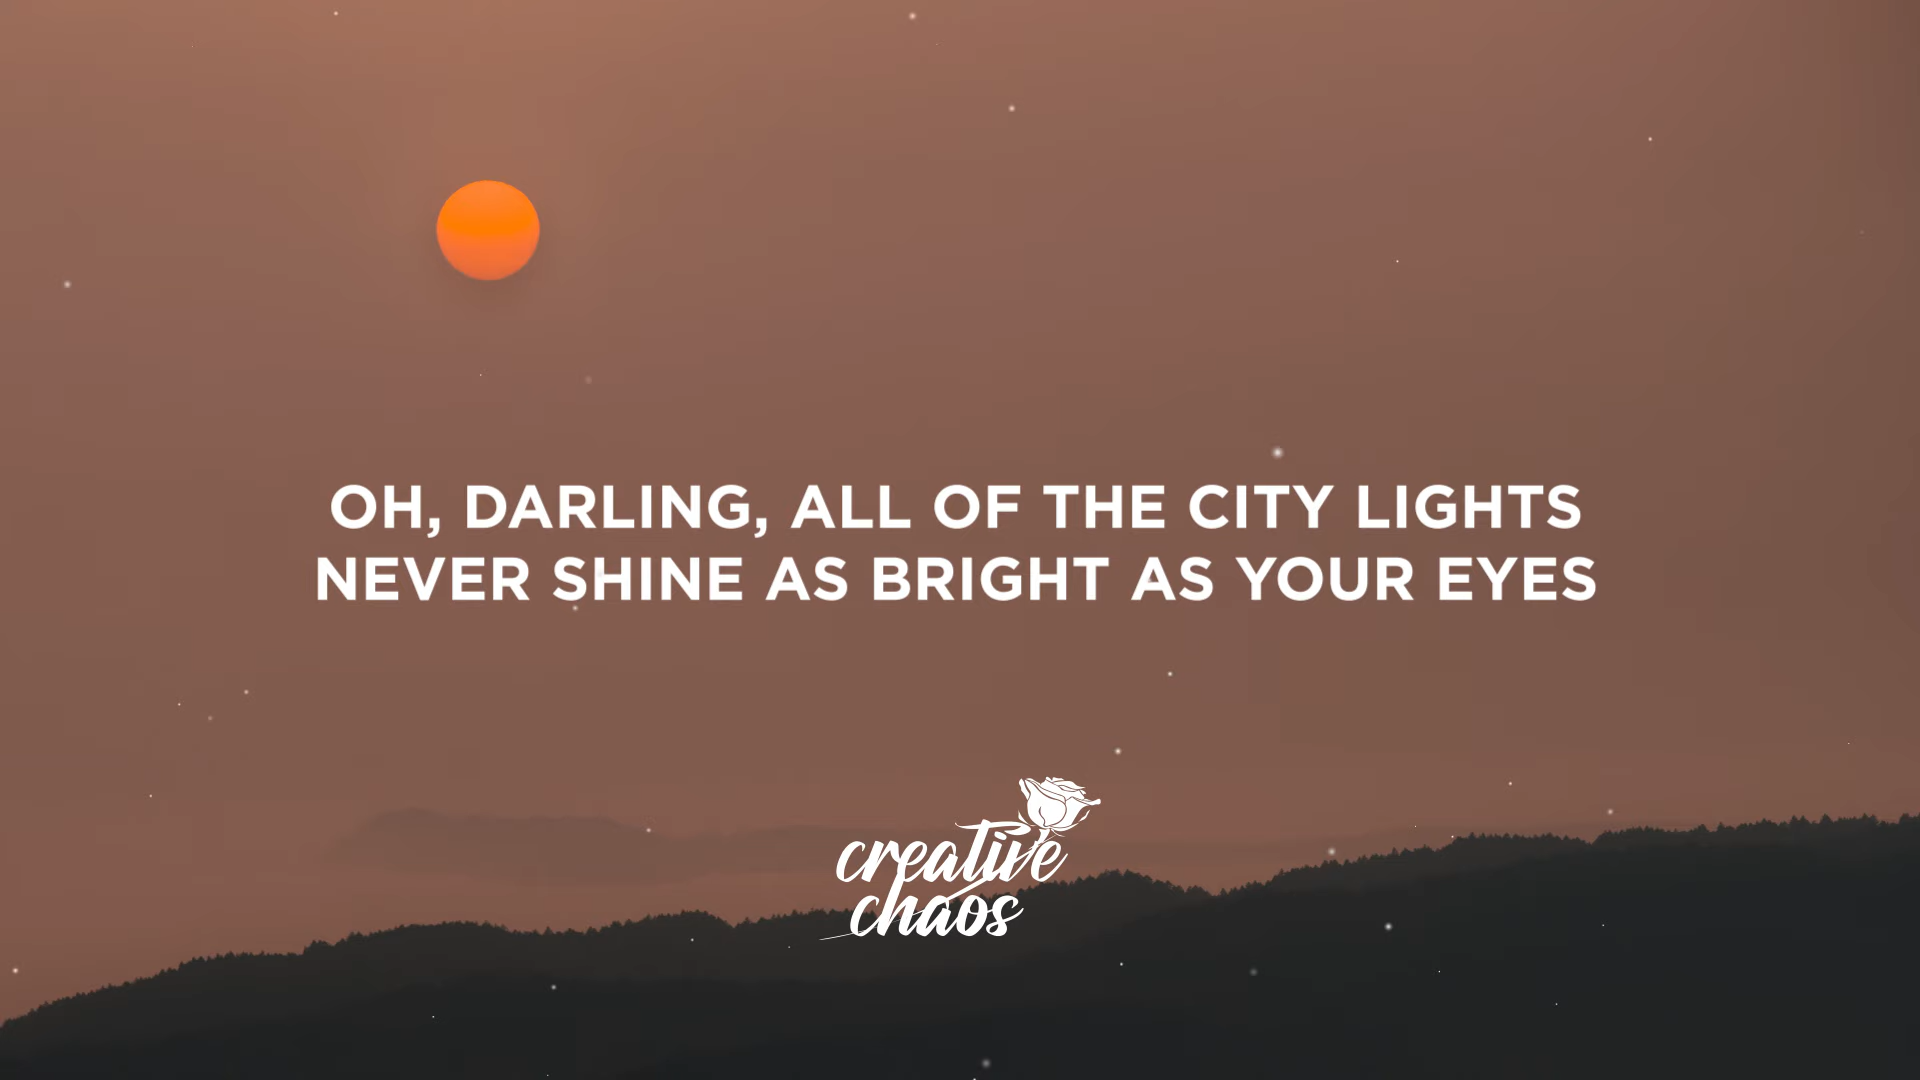 OH, DARLING, ALL OF THE CITY LIGHTS
NEVER SHINE AS BRIGHT AS YOUR EYES
creative
chaos